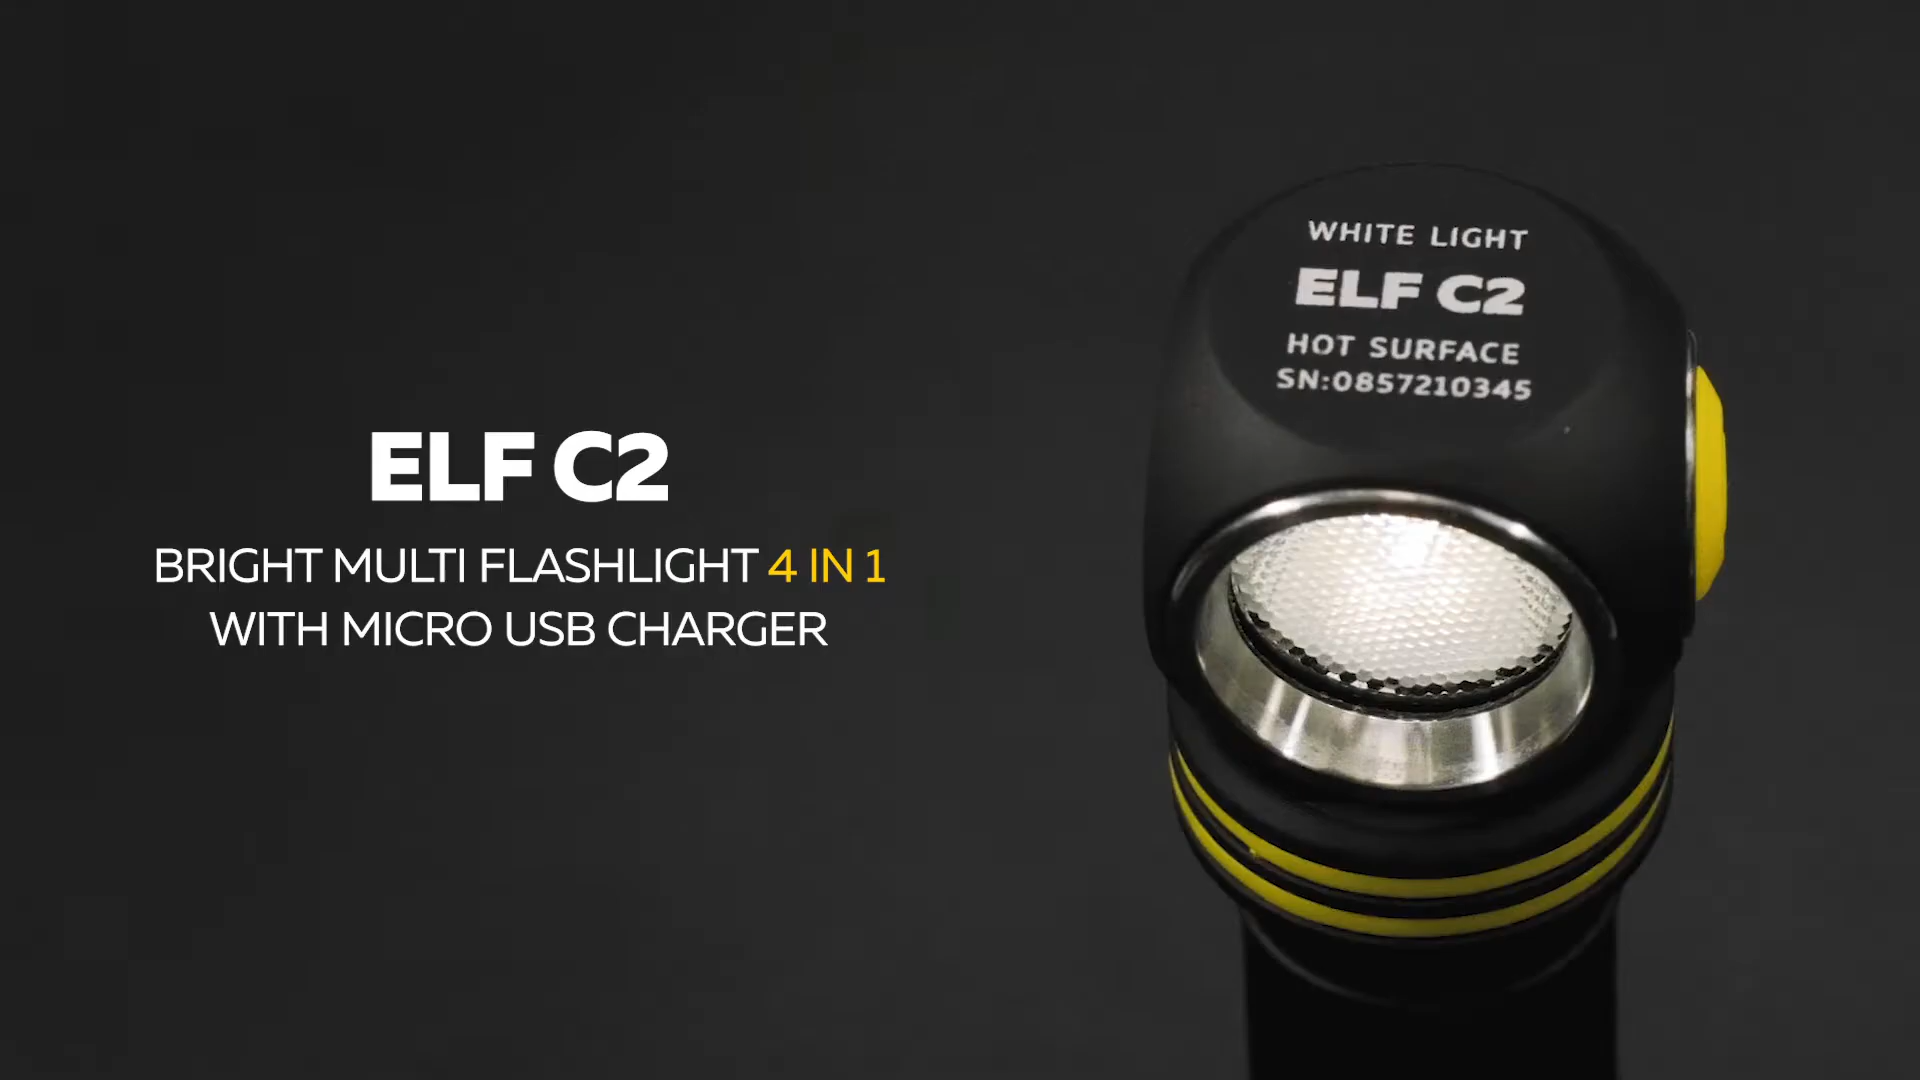 ELF C2
BRIGHT MULTI FLASHLIGHT 4 IN 1
WITH MICRO USB CHARGER
WHITE LIGHT
ELF C2
HOT SURFACE
SN:0857210345